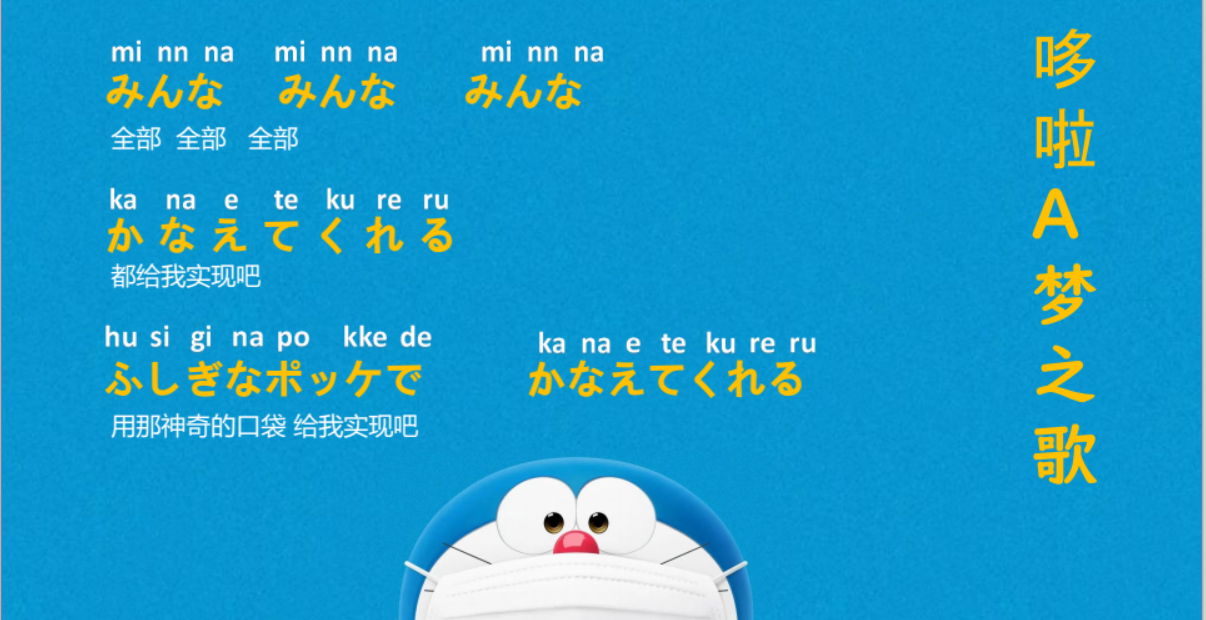 mi nn na mi nn na mi nn na
みんな みんな みんな
全部 全部 全部
ka na e te ku re ru
かなえてくれる
都给我实现吧
hu si gi na po kke de ka na e te ku re ru
ふしぎなポッケで かなえてくれる
用那神奇的口袋 给我实现吧
哆啦A梦之歌